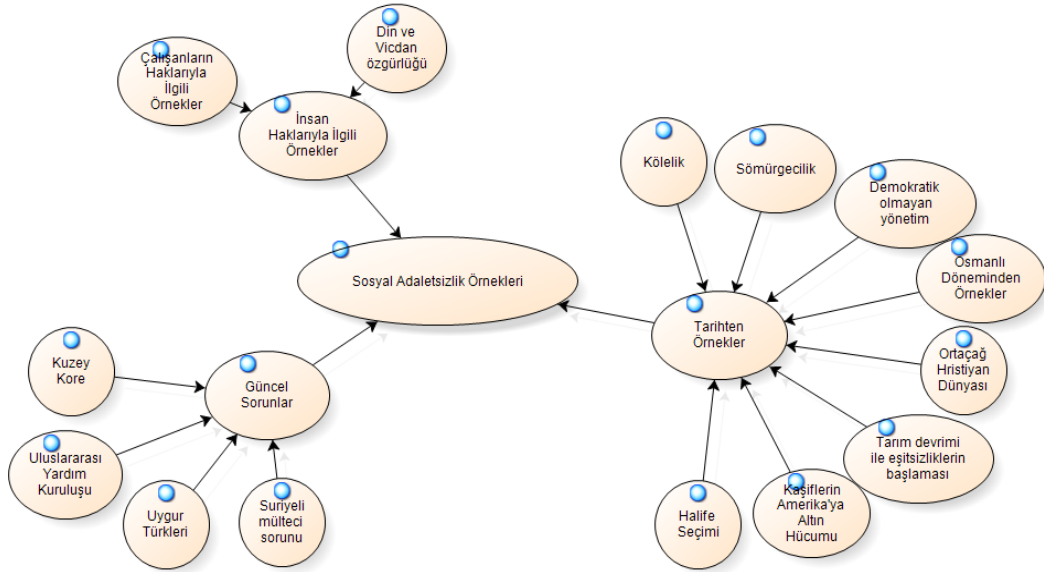 Çalışanların
Haklarıyla
İlgili
Örnekler
Din ve
Vicdan
özgürlüğü
İnsan
Haklarıyla İlgili
Örnekler
Kölelik
Sömürgecilik
Demokratik
olmayan
yönetim
Osmanlı
Döneminden
Örnekler
Sosyal Adaletsizlik Örnekleri
Tarihten
Örnekler
Ortaçağ
Hristiyan
Dünyası
Kuzey
Kore
Güncel
Sorunlar
Uluslararası
Yardım
Kuruluşu
Uygur
Türkleri
Suriyeli
mülteci
sorunu
Tarım devrimi
ile eşitsizliklerin
başlaması
Kaşiflerin
Amerika'ya
Altın
Hücumu
Halife
Seçimi